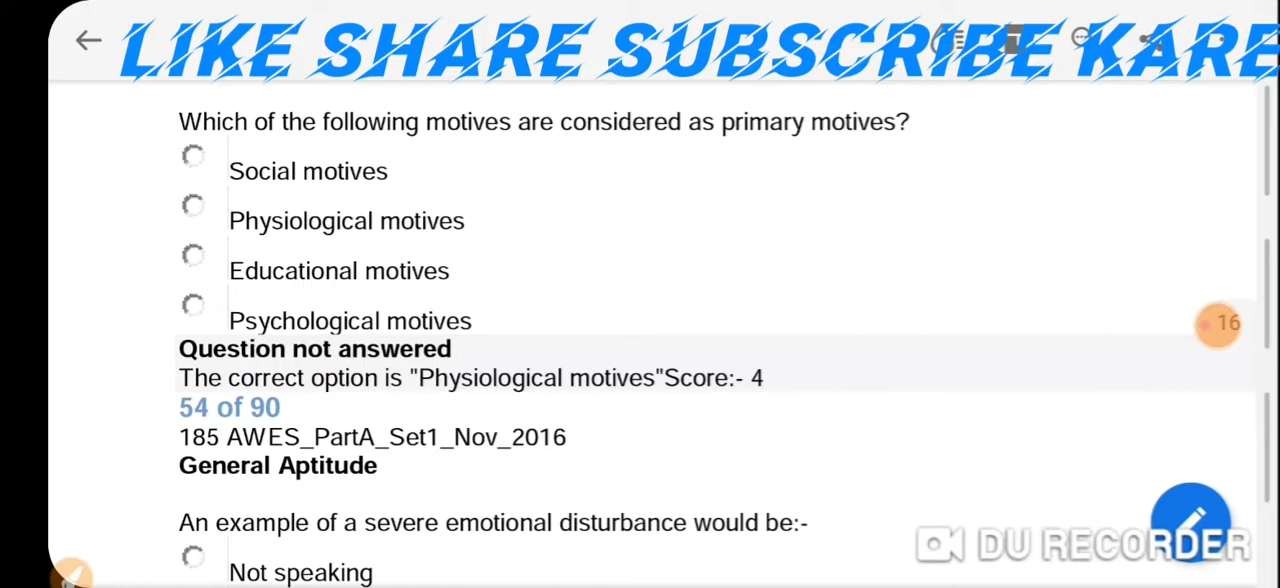 LIKE SHARE SUBSCRIBE KARE
Which of the following motives are considered as primary motives?
Social motives
Physiological motives
Educational motives
Psychological motives
16
Question not answered
The correct option is "Physiological motives"Score:- 4
54 of 90
185 AWES_PartA_Set1_Nov_2016
General Aptitude
An example of a severe emotional disturbance would be:-
DU RECORDER
Not speaking